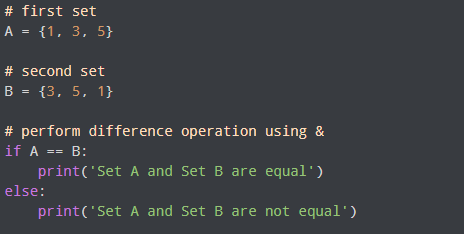 # first set
A = {1, 3, 5}
# second set
B = {3, 5, 1}
# perform difference operation using &
if A == B:
    print('Set A and Set B are equal')
else:
    print('Set A and Set B are not equal')